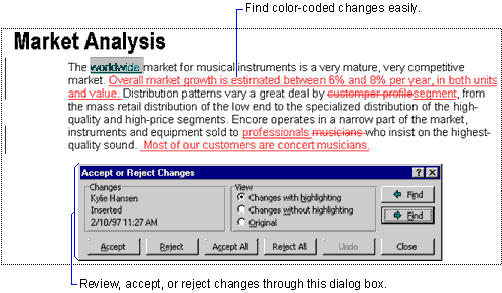 Find color-coded changes easily.
Market Analysis
The worldwide market for musical instruments is a very mature, very competitive
market. Overall market growth is estimated between 6% and 8% per year, in both units
and value. Distribution patterns vary a great deal by customper profile segment, from
the mass retail distribution of the low end to the specialized distribution of the high-
quality and high-price segments. Encore operates in a narrow part of the market,
instruments and equipment sold to professionals musicians who insist on the highest-
quality sound. Most of our customers are concert musicians.
Accept or Reject Changes
Changes
Kylie Hansen
Inserted
2/10/97 11:27 AM
View
Changes with highlighting
Changes without highlighting
Original
Find
Find
Accept Reject Accept All Reject All Undo Close
Review, accept, or reject changes through this dialog box.